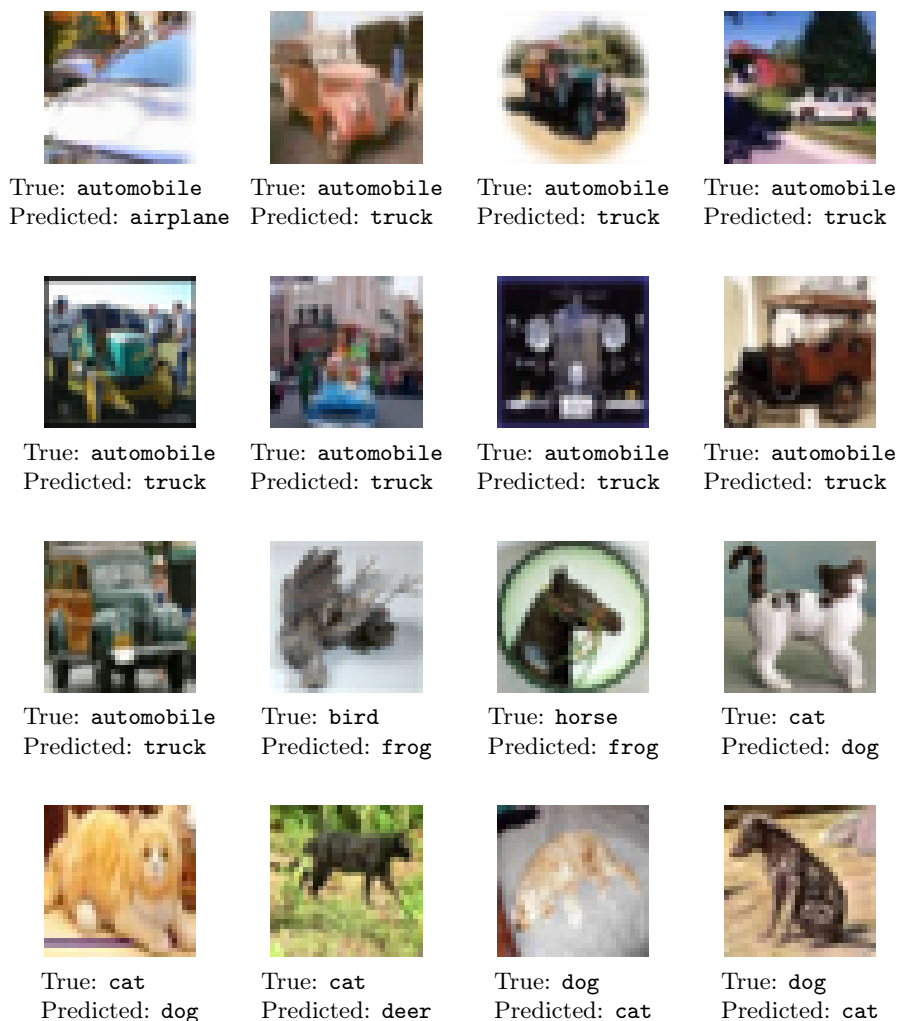 True: automobile
Predicted: airplane
True: automobile
Predicted: truck
True: automobile
Predicted: truck
True: automobile
Predicted: truck
True: automobile
Predicted: truck
True: automobile
Predicted: truck
True: automobile
Predicted: truck
True: automobile
Predicted: truck
True: automobile
Predicted: truck
True: bird
Predicted: frog
True: horse
Predicted: frog
True: cat
Predicted: dog
True: cat
Predicted: dog
True: cat
Predicted: deer
True: dog
Predicted: cat
True: dog
Predicted: cat